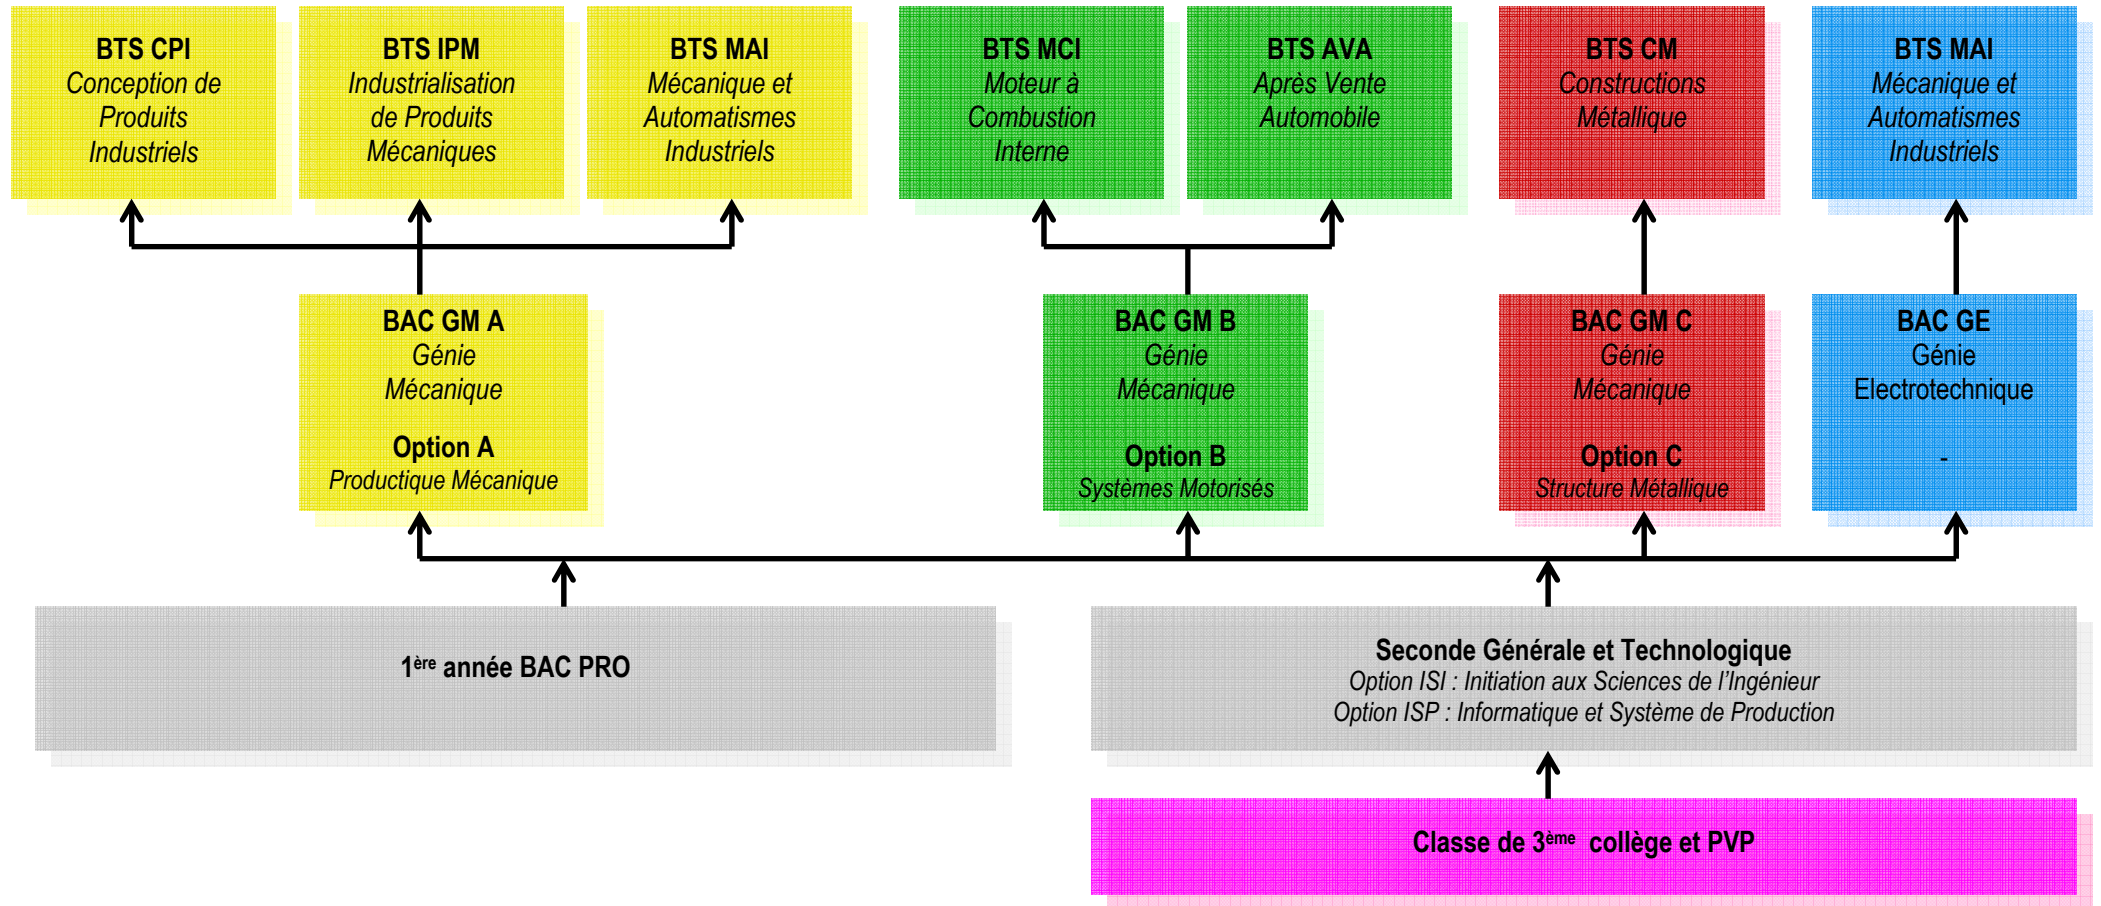 BTS CPI
Conception de
Produits
Industriels
BTS IPM
Industrialisation
de Produits
Mécaniques
BTS MAI
Mécanique et
Automatismes
Industriels
BTS MCI
Moteur à
Combustion
Interne
BTS AVA
Après Vente
Automobile
BTS CM
Constructions
Métallique
BTS MAI
Mécanique et
Automatismes
Industriels
BAC GM A
Génie
Mécanique
Option A
Productique Mécanique
BAC GM B
Génie
Mécanique
Option B
Systèmes Motorisés
BAC GM C
Génie
Mécanique
Option C
Structure Métallique
BAC GE
Génie
Electrotechnique
-
1ère année BAC PRO
Seconde Générale et Technologique
Option ISI : Initiation aux Sciences de l’Ingénieur
Option ISP : Informatique et Système de Production
Classe de 3ème collège et PVP